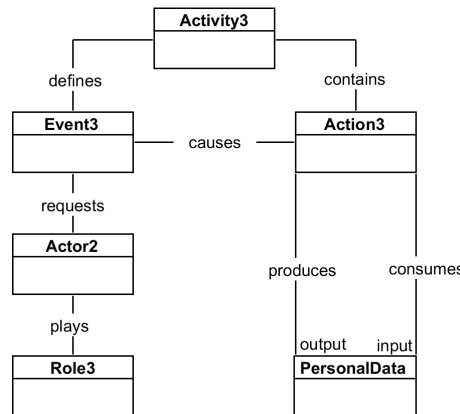 Activity3
defines
contains
Event3
causes
Action3
requests
Actor2
produces
consumes
plays
output
input
Role3
PersonalData